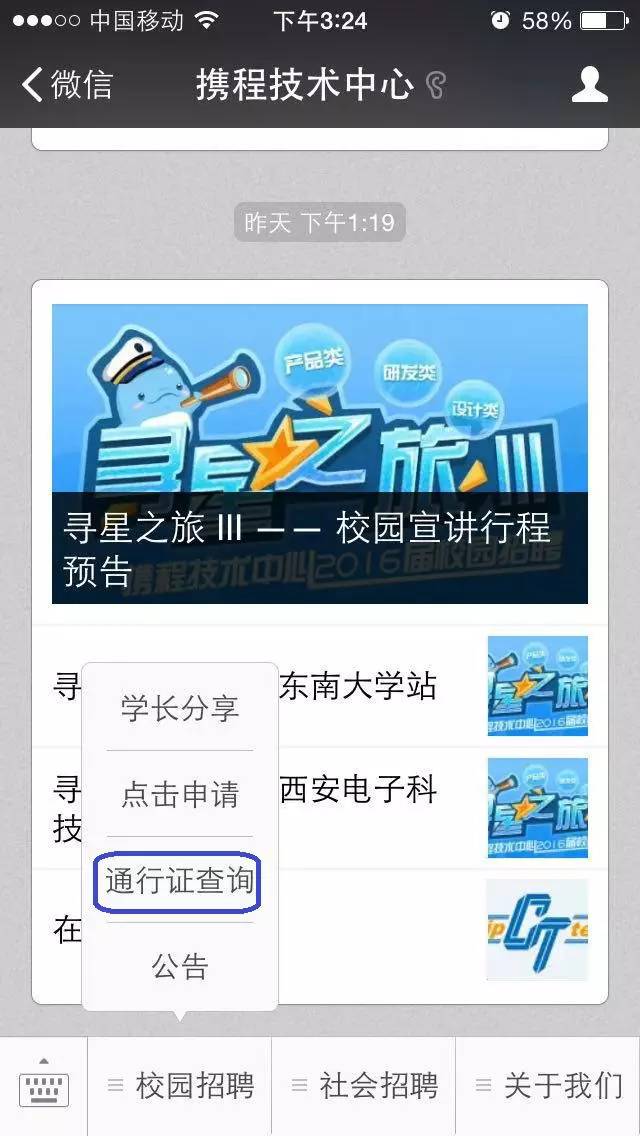 中国移动 下午3:24 58%
微信 携程技术中心
昨天 下午1:19
产品类
研发类
设计类
寻星之旅 III
寻星之旅 III —— 校园宣讲行程
预告
携程技术中心2016届校园招聘
寻 东南大学站
寻 西安电子科
技
在
CT
学长分享
点击申请
通行证查询
公告
校园招聘 社会招聘 关于我们